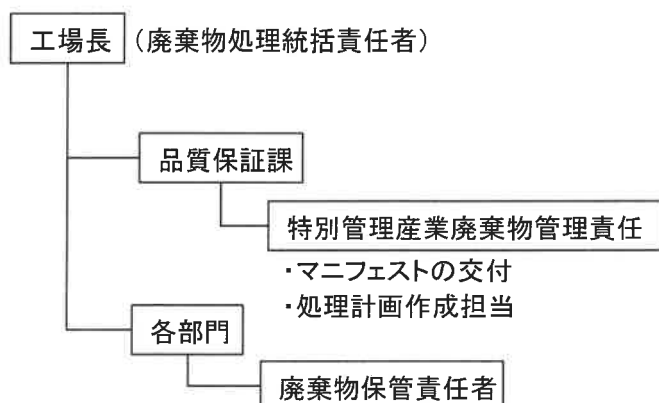 工場長 (廃棄物処理統括責任者)
品質保証課
特別管理産業廃棄物管理責任
・マニフェストの交付
・処理計画作成担当
各部門
廃棄物保管責任者